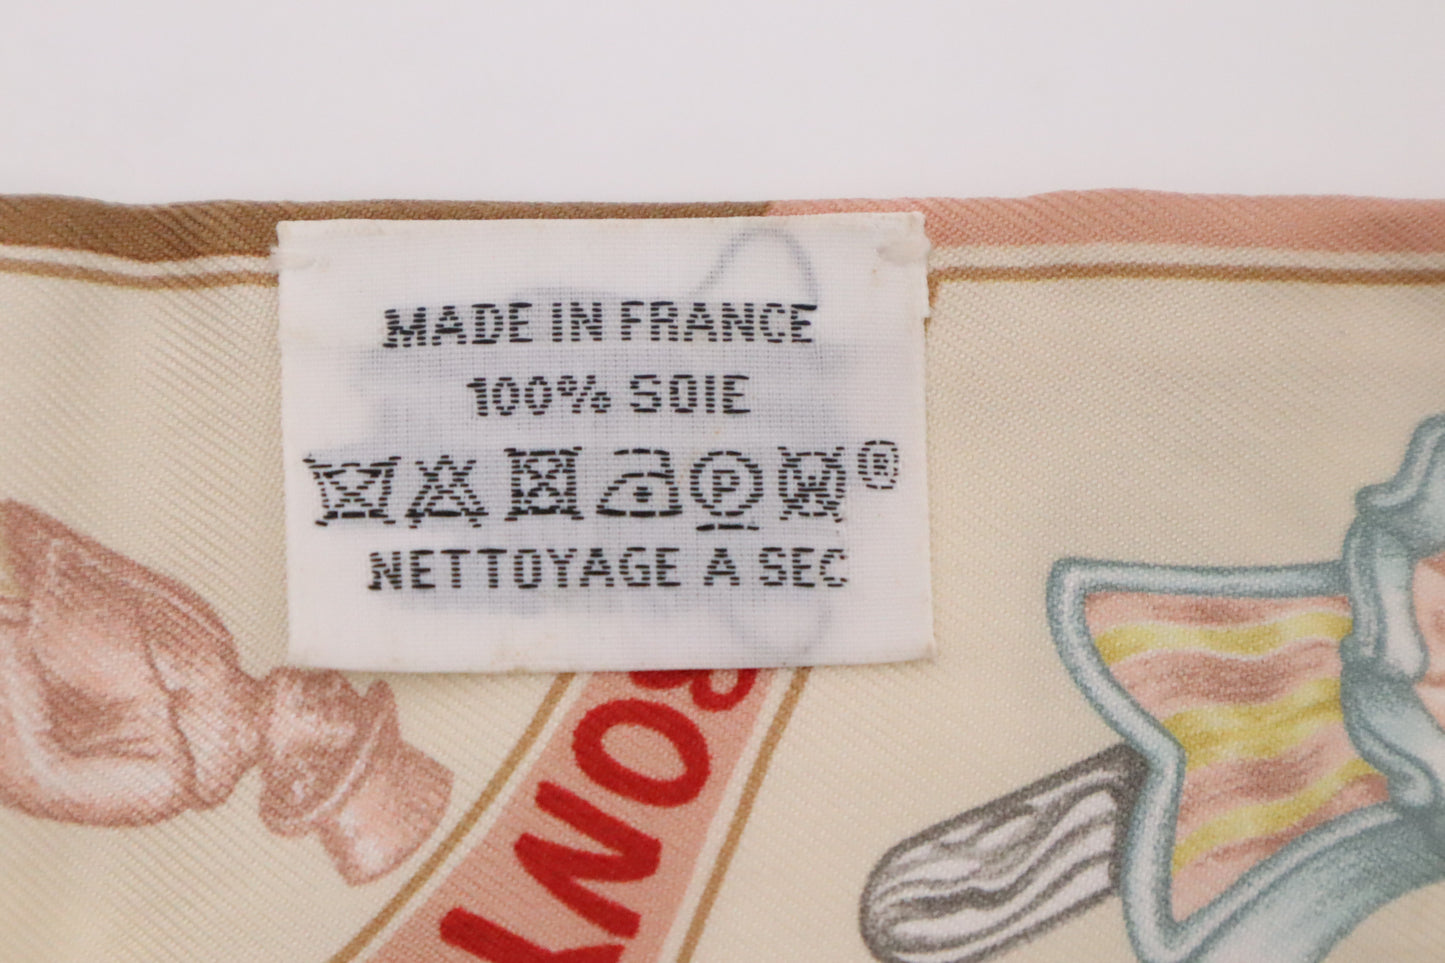 MADE IN FRANCE
100% SOIE
P W ®
NETTOYAGE A SEC